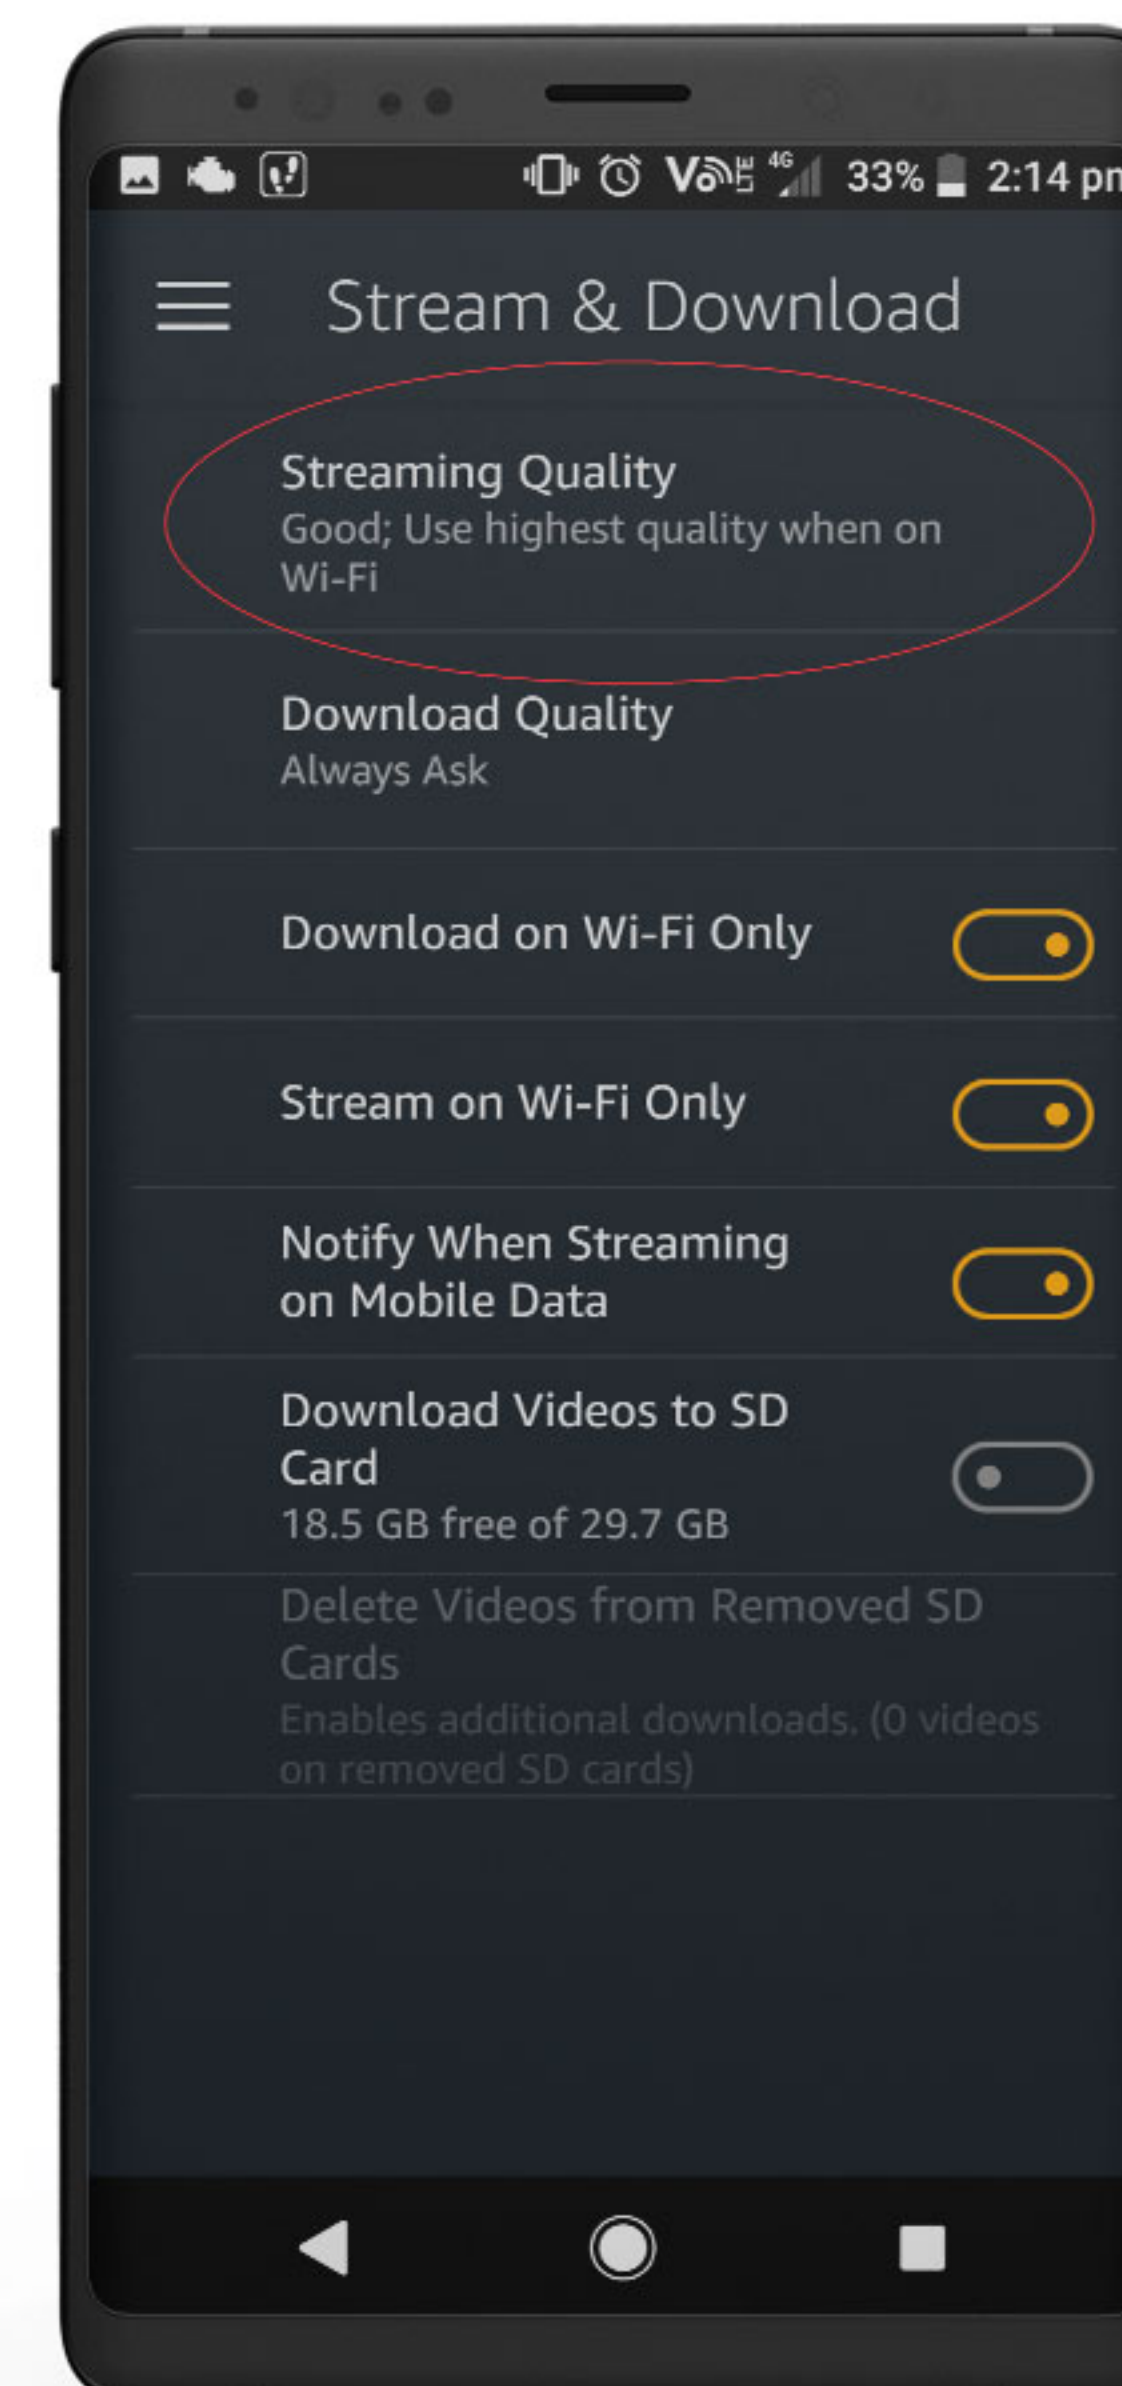 VoLTE 4G 33% 2:14 pm
Stream & Download
Streaming Quality
Good; Use highest quality when on
Wi-Fi
Download Quality
Always Ask
Download on Wi-Fi Only
Stream on Wi-Fi Only
Notify When Streaming
on Mobile Data
Download Videos to SD
Card
18.5 GB free of 29.7 GB
Delete Videos from Removed SD
Cards
Enables additional downloads. (0 videos
on removed SD cards)